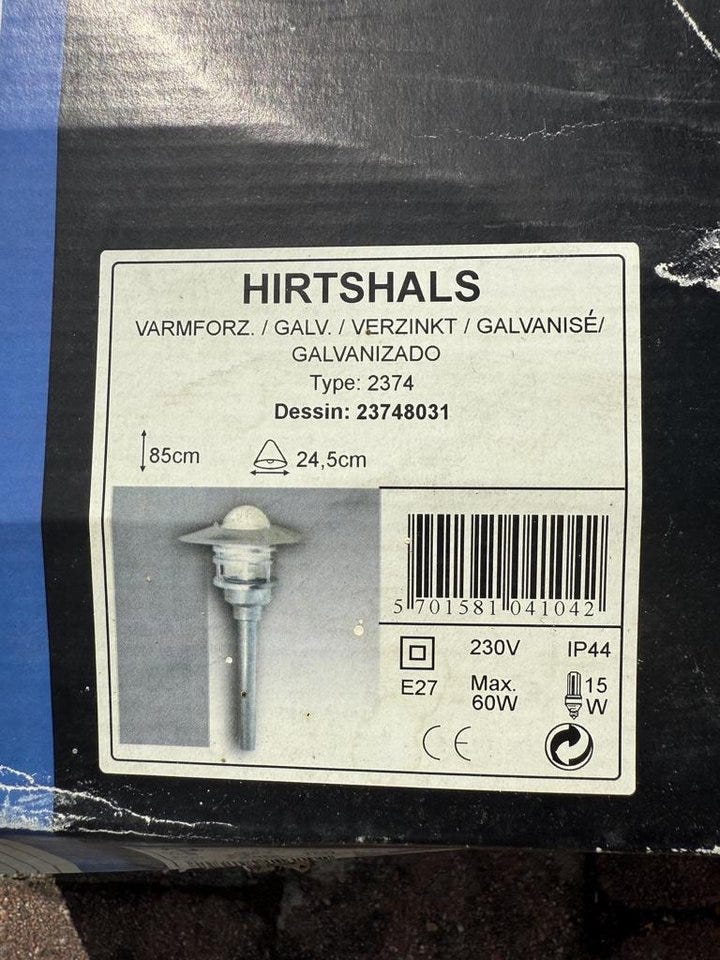 HIRTSHALS
VARMFORZ. / GALV. / VERZINKT / GALVANISÉ/
GALVANIZADO
Type: 2374
Dessin: 23748031
85cm
24,5cm
5 701581 041042
230V
IP44
E27
Max.
60W
15
W
CE